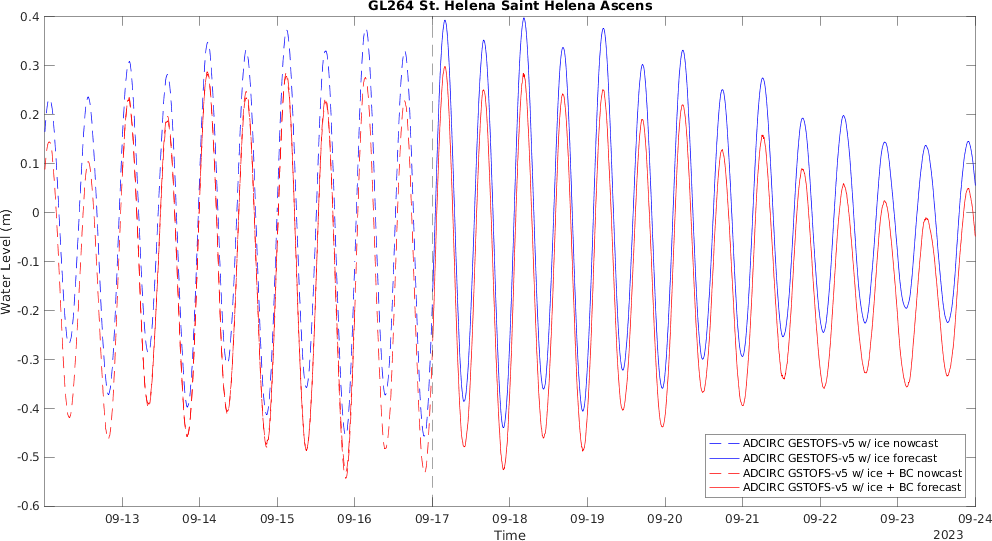 GL264 St. Helena Saint Helena Ascens
0.4
0.3
0.2
0.1
0
-0.1
-0.2
-0.3
-0.4
-0.5
-0.6
Water Level (m)
ADCIRC GESTOFS-v5 w/ ice nowcast
ADCIRC GESTOFS-v5 w/ ice forecast
ADCIRC GSTOFS-v5 w/ ice + BC nowcast
ADCIRC GSTOFS-v5 w/ ice + BC forecast
09-13 09-14 09-15 09-16 09-17 09-18 09-19 09-20 09-21 09-22 09-23 09-24
Time
2023